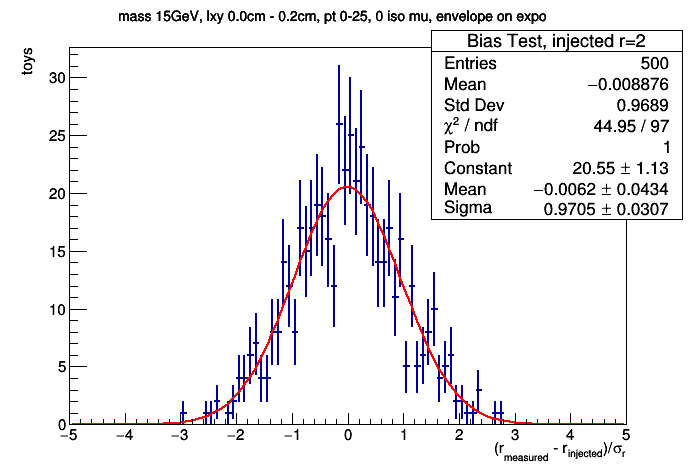 mass 15GeV, lxy 0.0cm - 0.2cm, pt 0-25, 0 iso mu, envelope on expo
Bias Test, injected r=2
Entries 500
Mean −0.008876
Std Dev 0.9689
χ² / ndf 44.95 / 97
Prob 1
Constant 20.55 ± 1.13
Mean −0.0062 ± 0.0434
Sigma 0.9705 ± 0.0307
toys
30
25
20
15
10
5
0
−5 −4 −3 −2 −1 0 1 2 3 4 5
(r_measured - r_injected)/σ_r